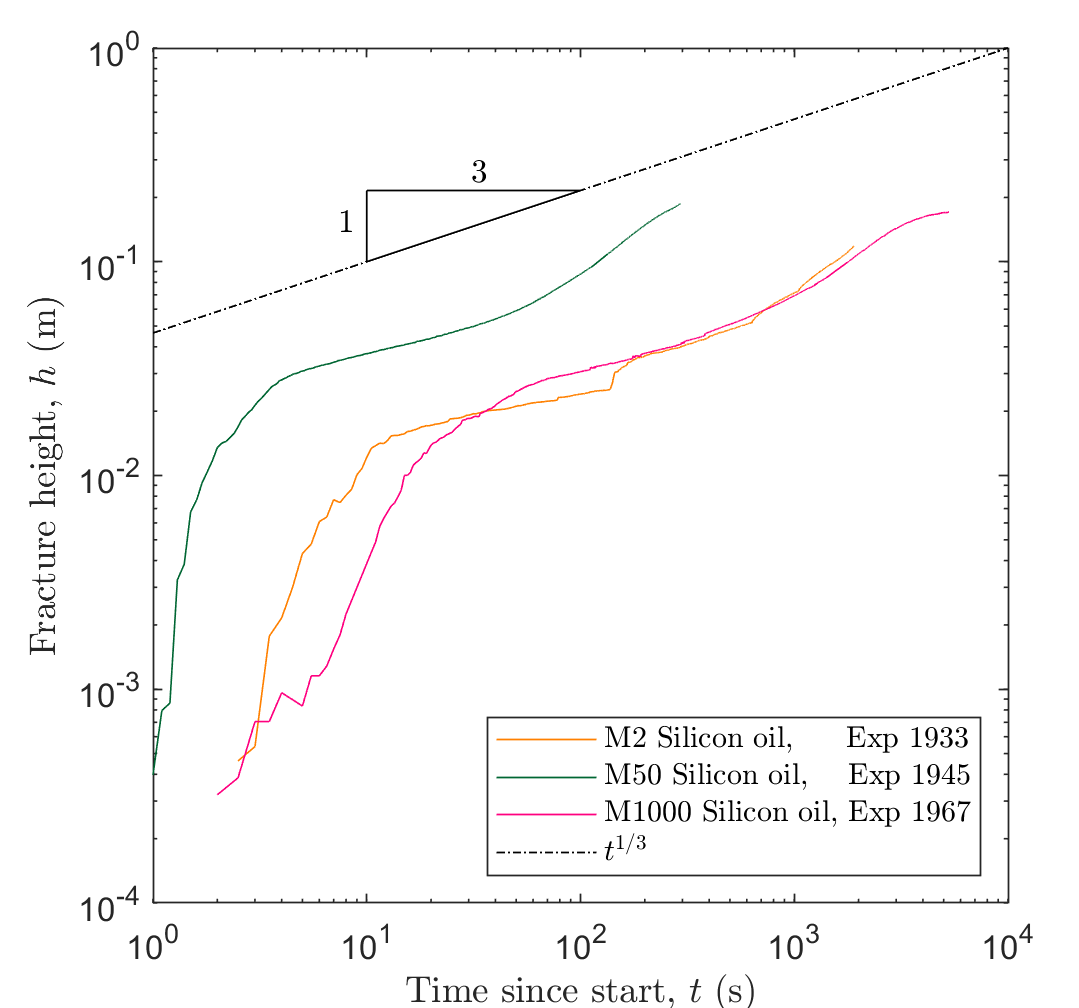 10^0
3
1
10^-1
Fracture height, h (m)
10^-2
10^-3
M2 Silicon oil, Exp 1933
M50 Silicon oil, Exp 1945
M1000 Silicon oil, Exp 1967
t^1/3
10^-4
10^0 10^1 10^2 10^3 10^4
Time since start, t (s)